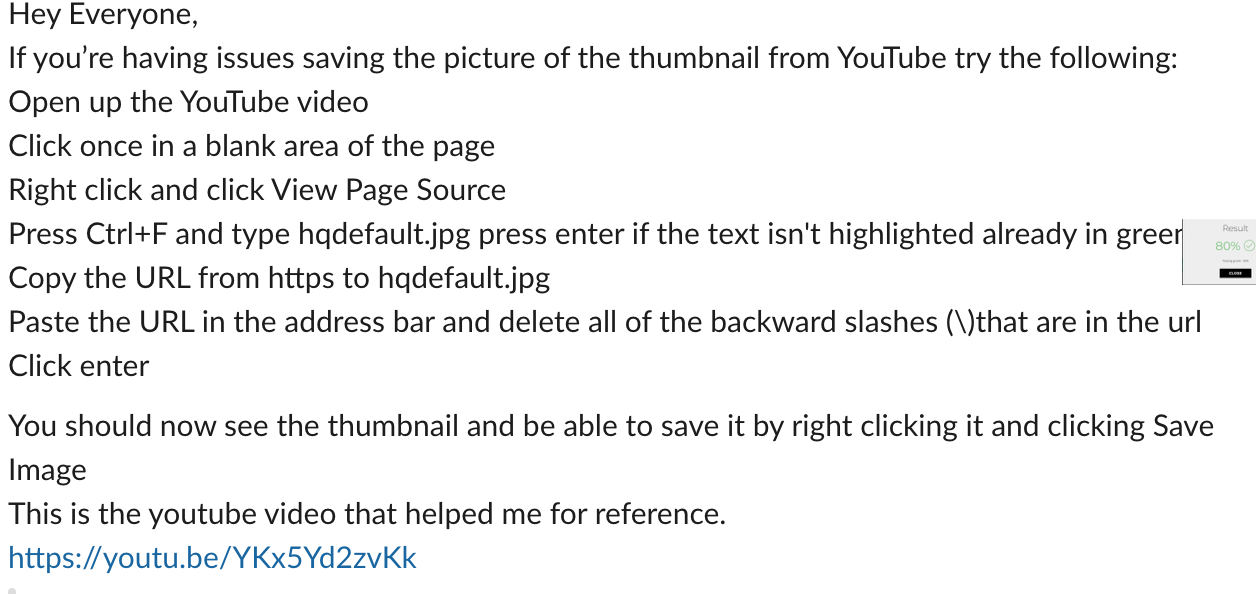 Hey Everyone,
If you’re having issues saving the picture of the thumbnail from YouTube try the following:
Open up the YouTube video
Click once in a blank area of the page
Right click and click View Page Source
Press Ctrl+F and type hqdefault.jpg press enter if the text isn't highlighted already in green
Result
80%
CLOSE
Copy the URL from https to hqdefault.jpg
Paste the URL in the address bar and delete all of the backward slashes (\)that are in the url
Click enter
You should now see the thumbnail and be able to save it by right clicking it and clicking Save
Image
This is the youtube video that helped me for reference.
https://youtu.be/YKx5Yd2zvKk